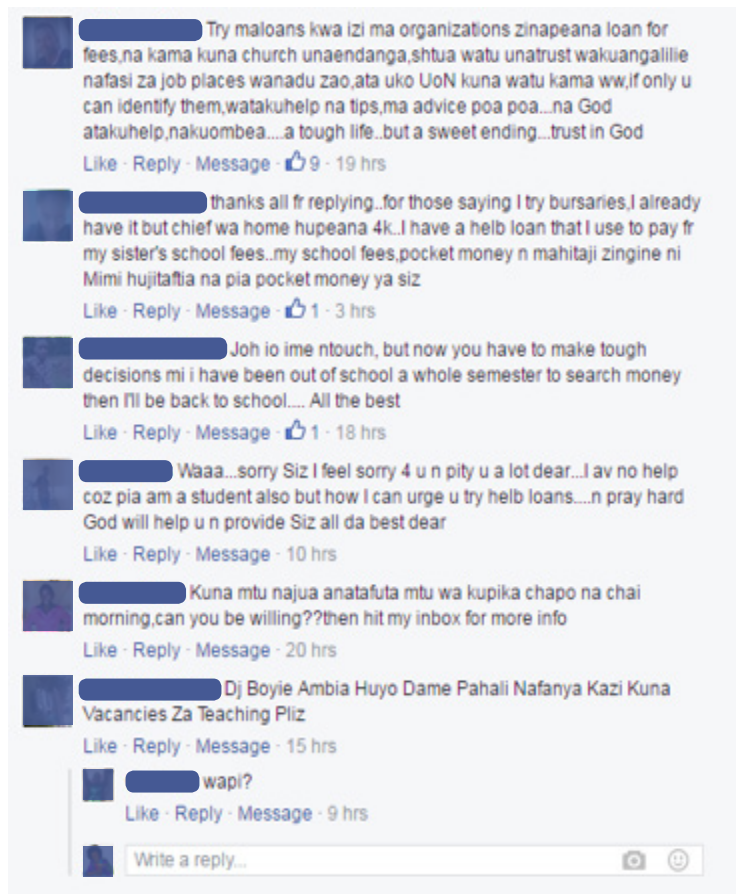 Try maloans kwa izi ma organizations zinapeana loan for
fees,na kama kuna church unaendanga,shtua watu unatrust wakuangalilie
nafasi za job places wanadu zao,ata uko UoN kuna watu kama ww,if only u
can identify them,watakuhelp na tips,ma advice poa poa...na God
atakuhelp,nakuombea....a tough life..but a sweet ending...trust in God
Like · Reply · Message · 9 · 19 hrs
thanks all fr replying..for those saying I try bursaries,I already
have it but chief wa home hupeana 4k..I have a helb loan that I use to pay fr
my sister's school fees..my school fees,pocket money n mahitaji zingine ni
Mimi hujitaftia na pia pocket money ya siz
Like · Reply · Message · 1 · 3 hrs
Joh io ime ntouch, but now you have to make tough
decisions mi i have been out of school a whole semester to search money
then I'll be back to school.... All the best
Like · Reply · Message · 1 · 18 hrs
Waaa...sorry Siz I feel sorry 4 u n pity u a lot dear...I av no help
coz pia am a student also but how I can urge u try helb loans....n pray hard
God will help u n provide Siz all da best dear
Like · Reply · Message · 10 hrs
Kuna mtu najua anatafuta mtu wa kupika chapo na chai
morning,can you be willing??then hit my inbox for more info
Like · Reply · Message · 20 hrs
Dj Boyie Ambia Huyo Dame Pahali Nafanya Kazi Kuna
Vacancies Za Teaching Pliz
Like · Reply · Message · 15 hrs
wapi?
Like · Reply · Message · 9 hrs
Write a reply...